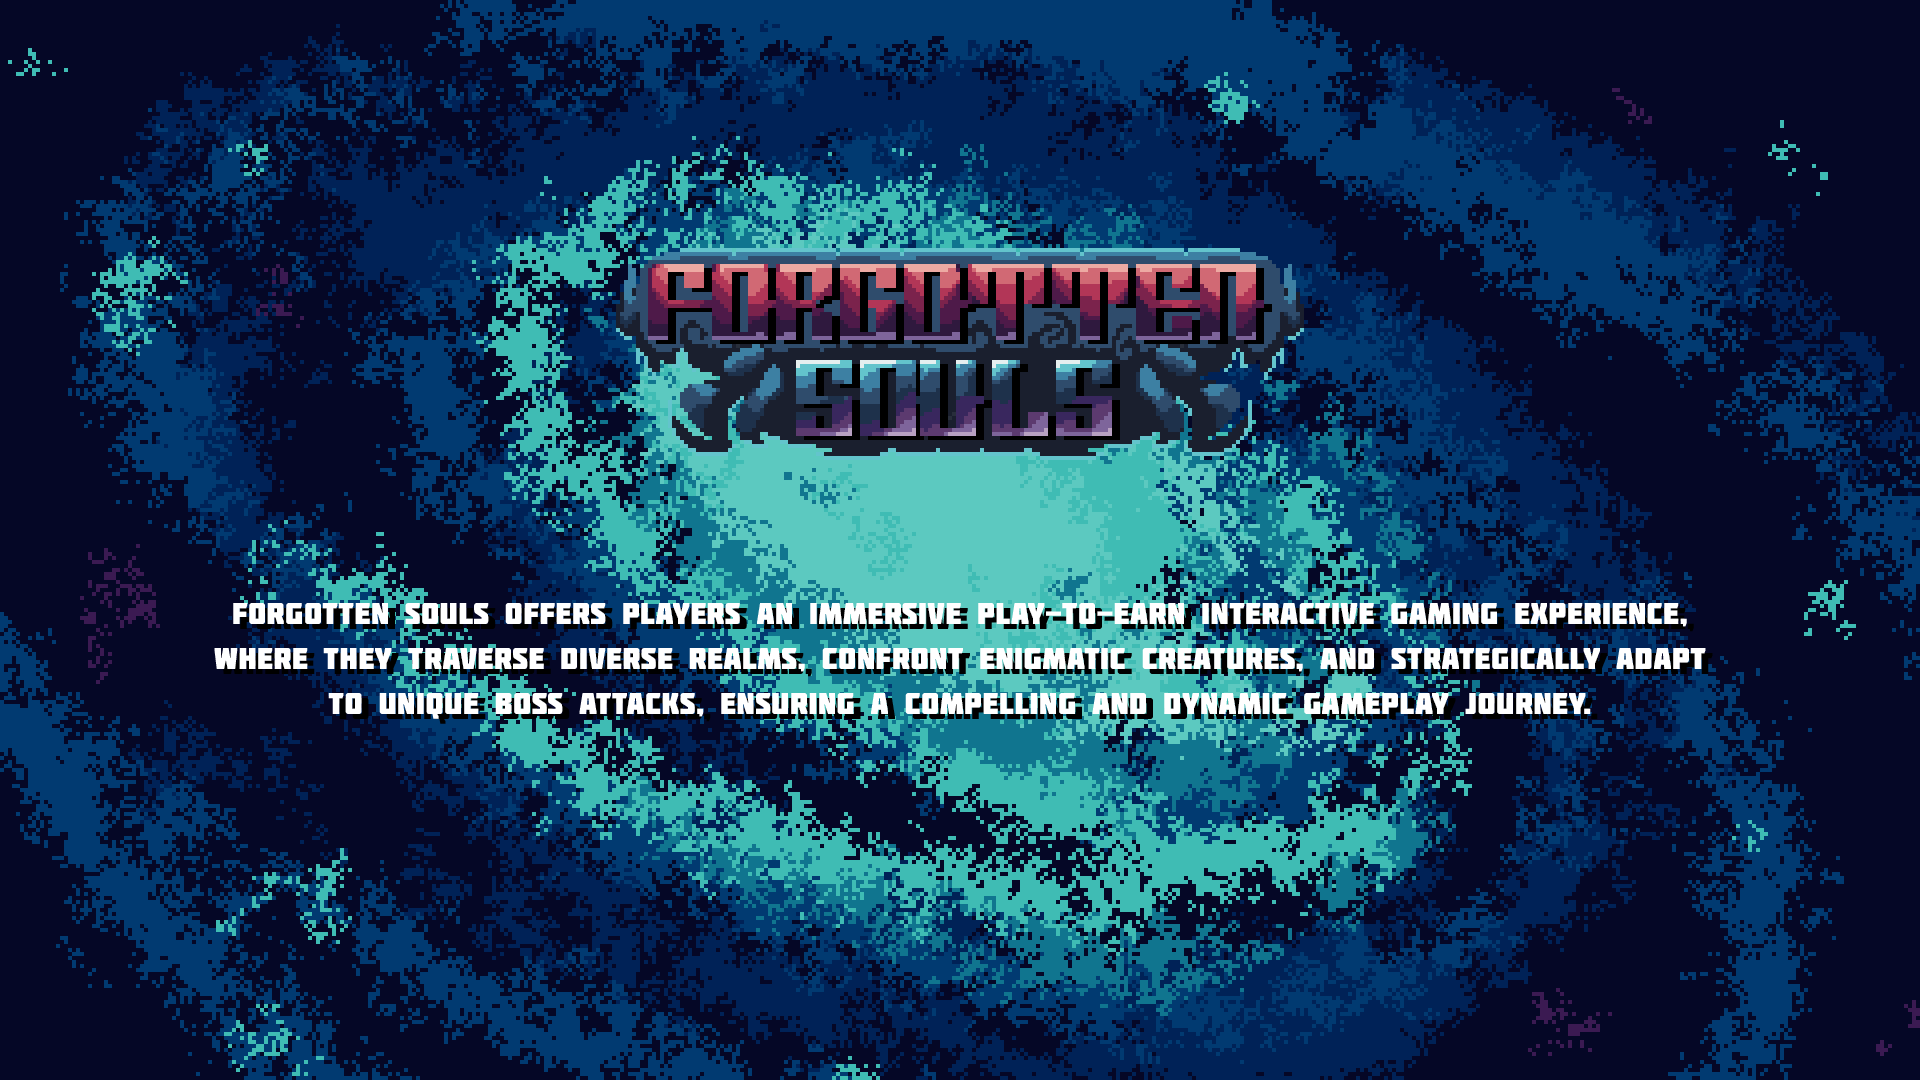 FORGOTTEN
SOULS
FORGOTTEN SOULS OFFERS PLAYERS AN IMMERSIVE PLAY-TO-EARN INTERACTIVE GAMING EXPERIENCE,
WHERE THEY TRAVERSE DIVERSE REALMS, CONFRONT ENIGMATIC CREATURES, AND STRATEGICALLY ADAPT
TO UNIQUE BOSS ATTACKS, ENSURING A COMPELLING AND DYNAMIC GAMEPLAY JOURNEY.